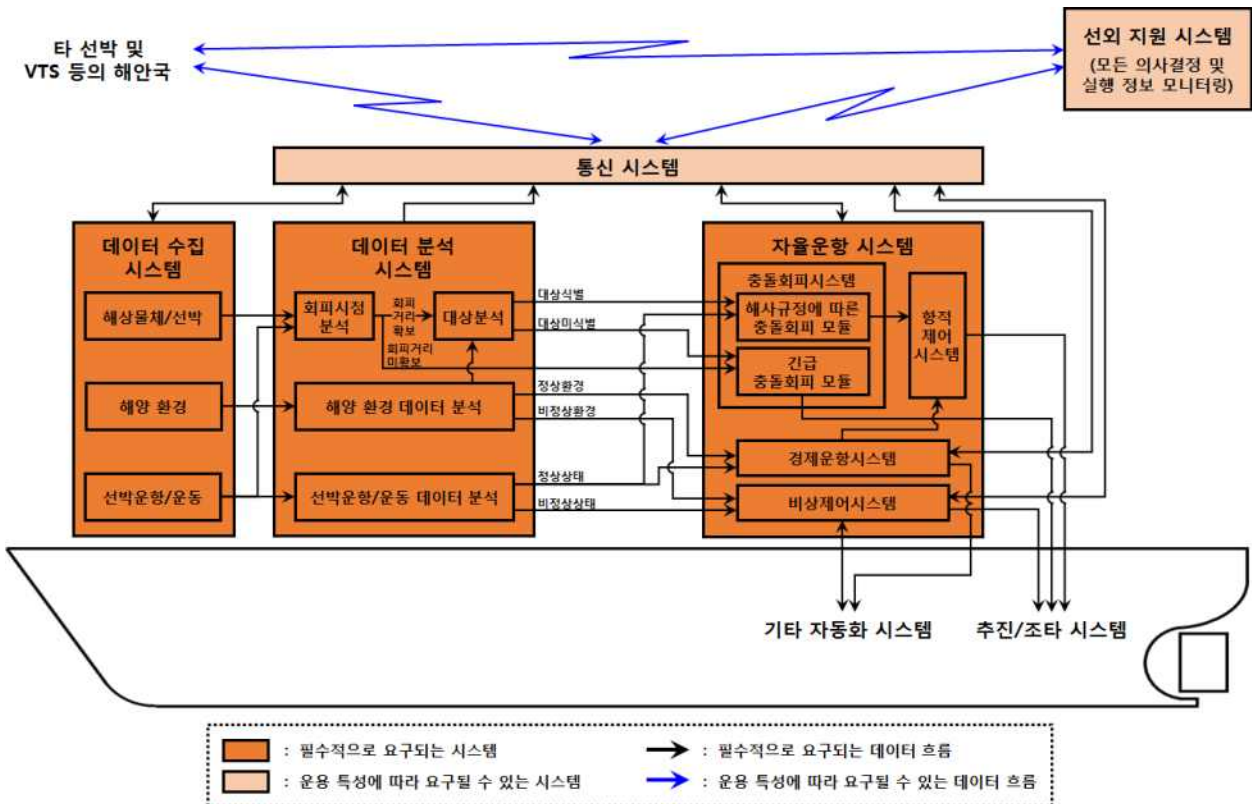 타 선박 및
VTS 등의 해안국
선외 지원 시스템
(모든 의사결정 및
실행 정보 모니터링)
통신 시스템
데이터 수집
시스템
해상물체/선박
해양 환경
선박운항/운동
데이터 분석
시스템
회피시점
분석
회피
거리
확보
회피거리
미확보
대상분석
해양 환경 데이터 분석
선박운항/운동 데이터 분석
대상식별
대상미식별
정상환경
비정상환경
정상상태
비정상상태
자율운항 시스템
충돌회피시스템
해사규정에 따른
충돌회피 모듈
긴급
충돌회피 모듈
항적
제어
시스템
경제운항시스템
비상제어시스템
기타 자동화 시스템
추진/조타 시스템
: 필수적으로 요구되는 시스템
: 필수적으로 요구되는 데이터 흐름
: 운용 특성에 따라 요구될 수 있는 시스템
: 운용 특성에 따라 요구될 수 있는 데이터 흐름